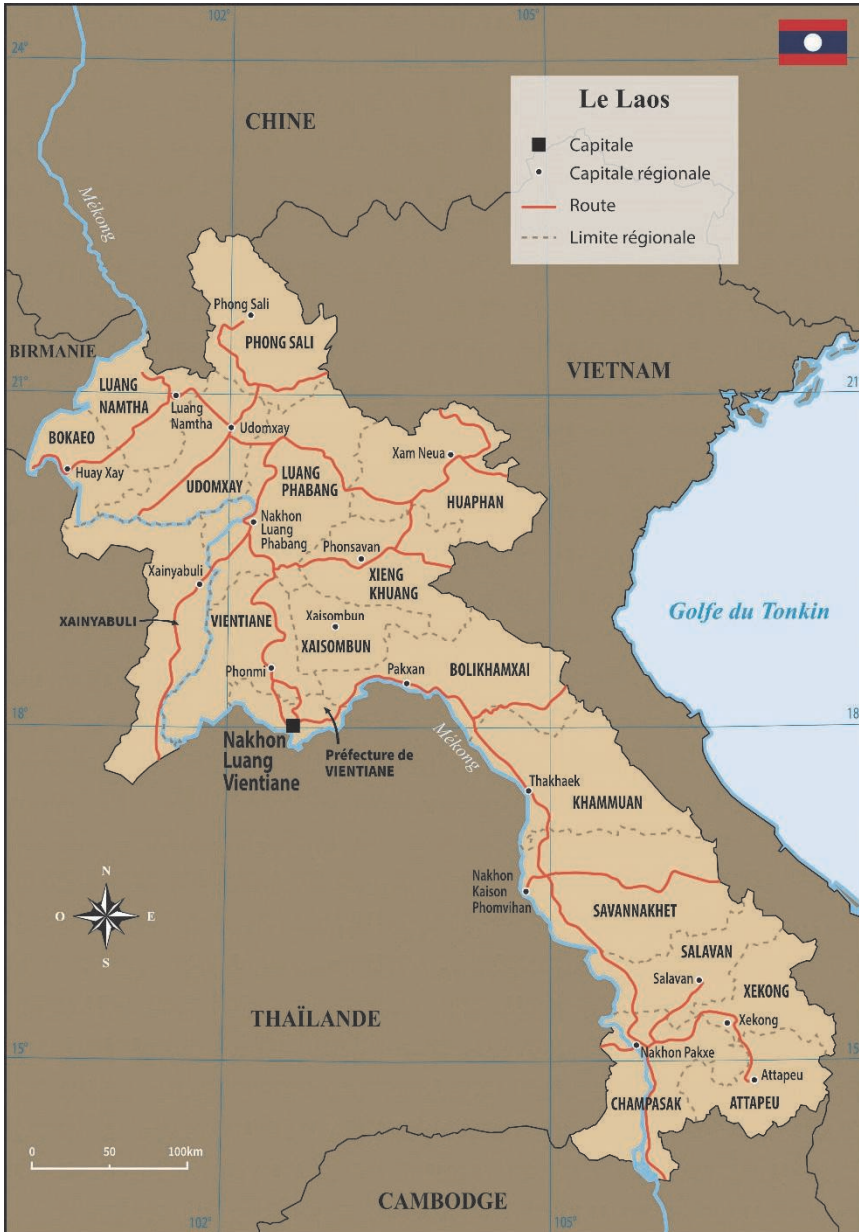 102°
105°
24°
Le Laos
Capitale
Capitale régionale
Route
Limite régionale
CHINE
Mékong
Phong Sali
PHONG SALI
BIRMANIE
VIETNAM
21°
21
LUANG
NAMTHA
Luang
Namtha
Udomxay
BOKAEO
Huay Xay
UDOMXAY
LUANG
PHABANG
Xam Neua
HUAPHAN
Nakhon
Luang
Phabang
Phonsavan
XIENG
KHUANG
Xainyabuli
XAINYABULI
VIENTIANE
Xaisombun
XAISOMBUN
Golfe du Tonkin
Phonmi
Pakxan
BOLIKHAMXAI
18°
18
Nakhon
Luang
Vientiane
Préfecture de
VIENTIANE
Mékong
Thakhaek
KHAMMUAN
Nakhon
Kaison
Phomvihan
SAVANNAKHET
N
O
E
S
SALAVAN
Salavan
XEKONG
Xekong
THAÏLANDE
15°
15
Nakhon Pakxe
Attapeu
CHAMPASAK
ATTAPEU
0
50
100km
CAMBODGE
102°
105°